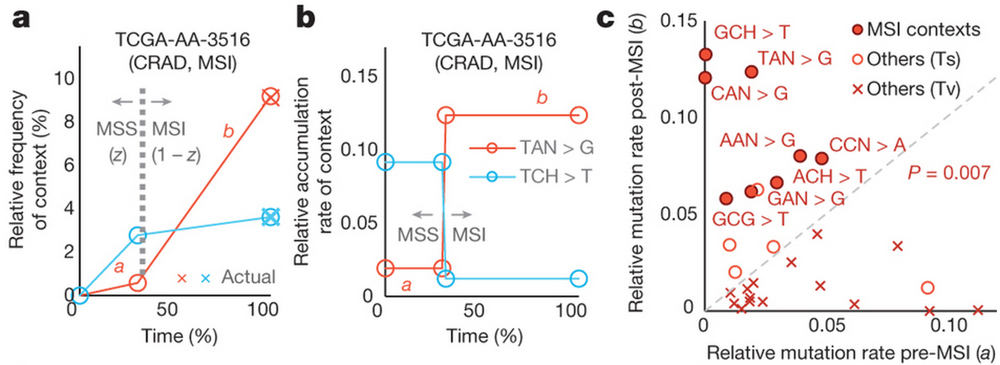 a
TCGA-AA-3516
(CRAD, MSI)
Relative frequency
of context (%)
10
8
6
4
2
0
MSS
(z)
MSI
(1 – z)
b
a
Actual
0
50
100
Time (%)
b
TCGA-AA-3516
(CRAD, MSI)
Relative accumulation
rate of context
0.15
0.10
0.05
0
b
TAN > G
TCH > T
MSS
MSI
a
0
50
100
Time (%)
c
Relative mutation rate post-MSI (b)
0.15
0.10
0.05
0
GCH > T
TAN > G
CAN > G
MSI contexts
Others (Ts)
Others (Tv)
AAN > G
CCN > A
ACH > T
P = 0.007
GAN > G
GCG > T
0
0.05
0.10
Relative mutation rate pre-MSI (a)